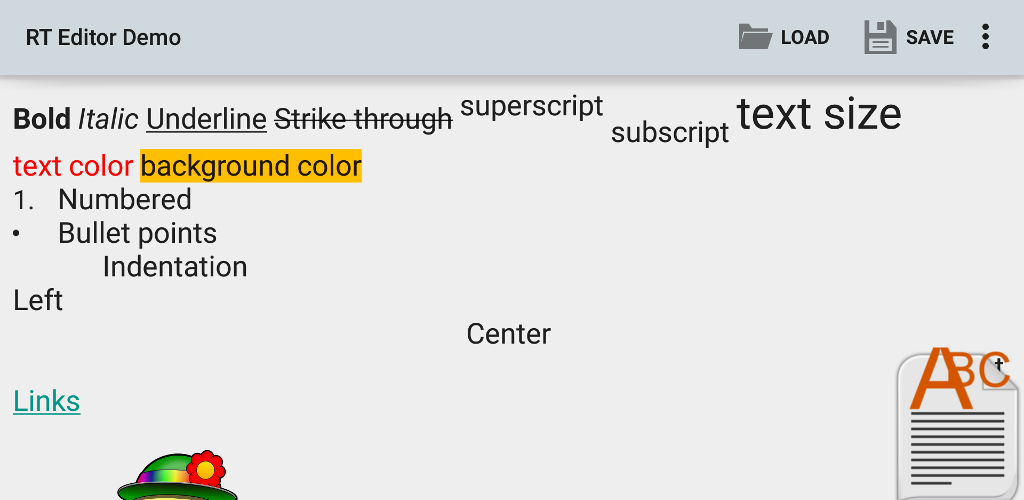 RT Editor Demo LOAD SAVE
Bold Italic Underline Strike through superscript subscript text size
text color background color
1. Numbered
• Bullet points
Indentation
Left
Center
Links
ABC